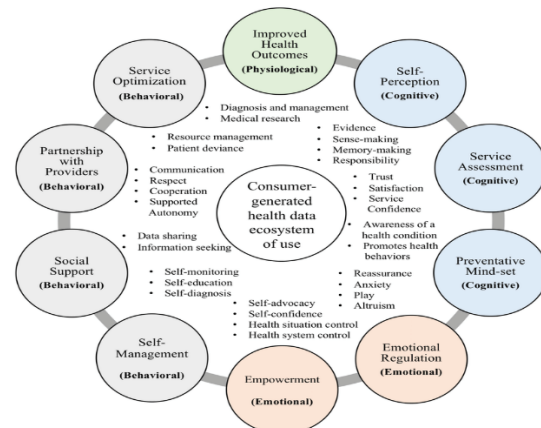 Improved
Health
Outcomes
(Physiological)
Self-
Perception
(Cognitive)
Service
Assessment
(Cognitive)
Preventative
Mind-set
(Cognitive)
Emotional
Regulation
(Emotional)
Empowerment
(Emotional)
Self-
Management
(Behavioral)
Social
Support
(Behavioral)
Partnership
with
Providers
(Behavioral)
Service
Optimization
(Behavioral)
• Diagnosis and management
• Medical research
• Evidence
• Sense-making
• Memory-making
• Responsibility
• Trust
• Satisfaction
• Service
Confidence
• Awareness of a
health condition
• Promotes health
behaviors
• Reassurance
• Anxiety
• Play
• Altruism
• Self-advocacy
• Self-confidence
• Health situation control
• Health system control
• Self-monitoring
• Self-education
• Self-diagnosis
• Data sharing
• Information seeking
• Communication
• Respect
• Cooperation
• Supported
Autonomy
• Resource management
• Patient deviance
Consumer-
generated
health data
ecosystem
of use